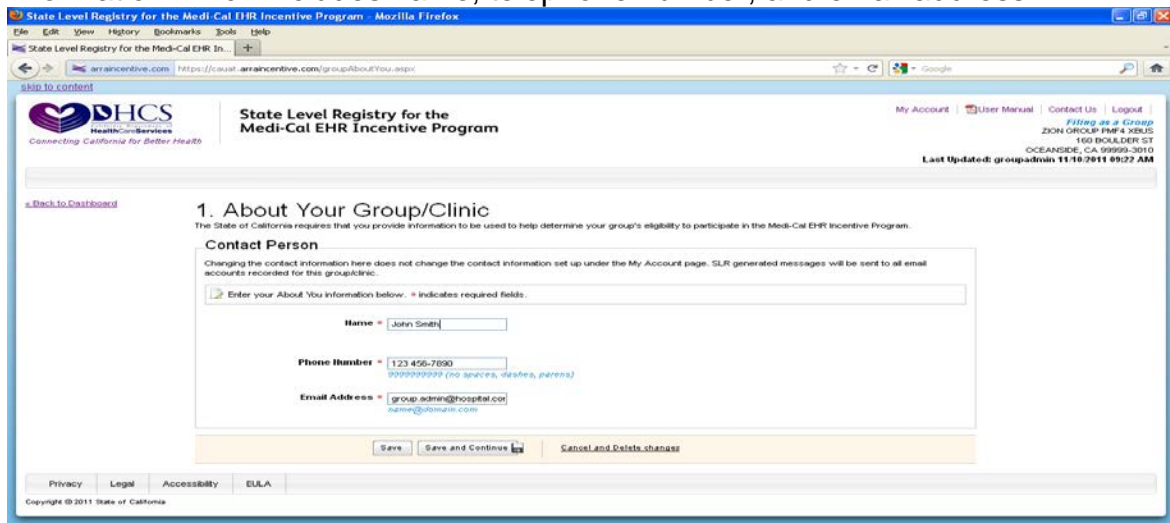 State Level Registry for the Medi-Cal EHR Incentive Program - Mozilla Firefox
File Edit View History Bookmarks Tools Help
State Level Registry for the Medi-Cal EHR In... +
arraincentive.com https://cauat.arraincentive.com/groupAboutYou.aspx Google
skip to content
DHCS
HealthCareServices
Connecting California for Better Health
State Level Registry for the
Medi-Cal EHR Incentive Program
My Account | User Manual | Contact Us | Logout |
Filing as a Group
ZION GROUP PMF4 XBUS
160 BOULDER ST
OCEANSIDE, CA 99999-3010
Last Updated: groupadmin 11/10/2011 09:22 AM
« Back to Dashboard
1. About Your Group/Clinic
The State of California requires that you provide information to be used to help determine your group's eligibility to participate in the Medi-Cal EHR Incentive Program.
Contact Person
Changing the contact information here does not change the contact information set up under the My Account page. SLR generated messages will be sent to all email
accounts recorded for this group/clinic.
Enter your About You information below. * indicates required fields.
Name * John Smith
Phone Number * 123 456-7890
9999999999 (no spaces, dashes, parens)
Email Address * group.admin@hospital.cor
name@domain.com
Save Save and Continue Cancel and Delete changes
Privacy Legal Accessibility EULA
Copyright © 2011 State of California